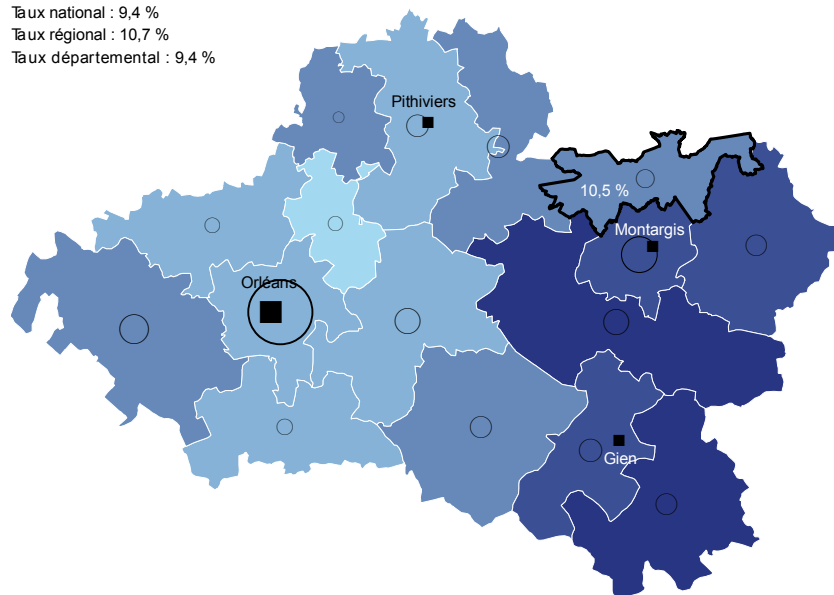 Taux national : 9,4 %
Taux régional : 10,7 %
Taux départemental : 9,4 %
Pithiviers
10,5 %
Montargis
Orléans
Gien